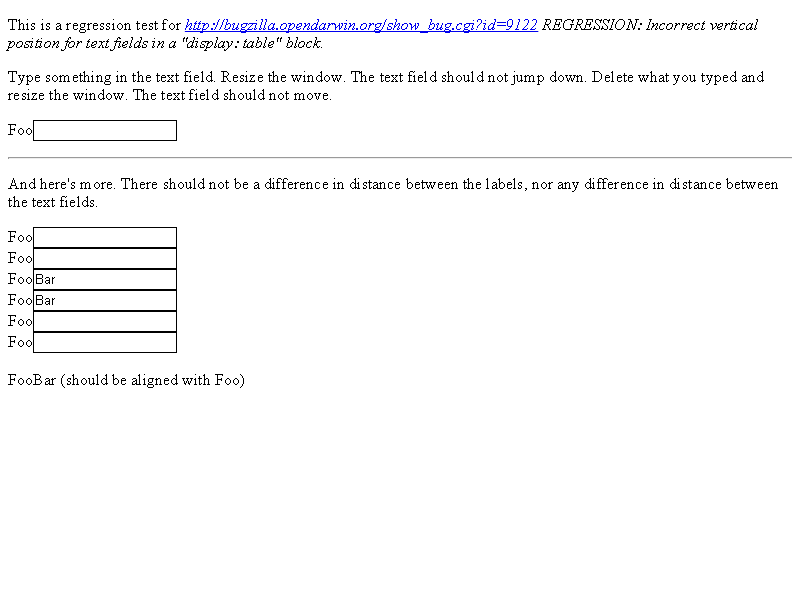 This is a regression test for http://bugzilla.opendarwin.org/show_bug.cgi?id=9122 REGRESSION: Incorrect vertical
position for text fields in a "display: table" block.
Type something in the text field. Resize the window. The text field should not jump down. Delete what you typed and
resize the window. The text field should not move.
Foo
And here's more. There should not be a difference in distance between the labels, nor any difference in distance between
the text fields.
Foo
Foo
Foo Bar
Foo Bar
Foo
Foo
FooBar (should be aligned with Foo)